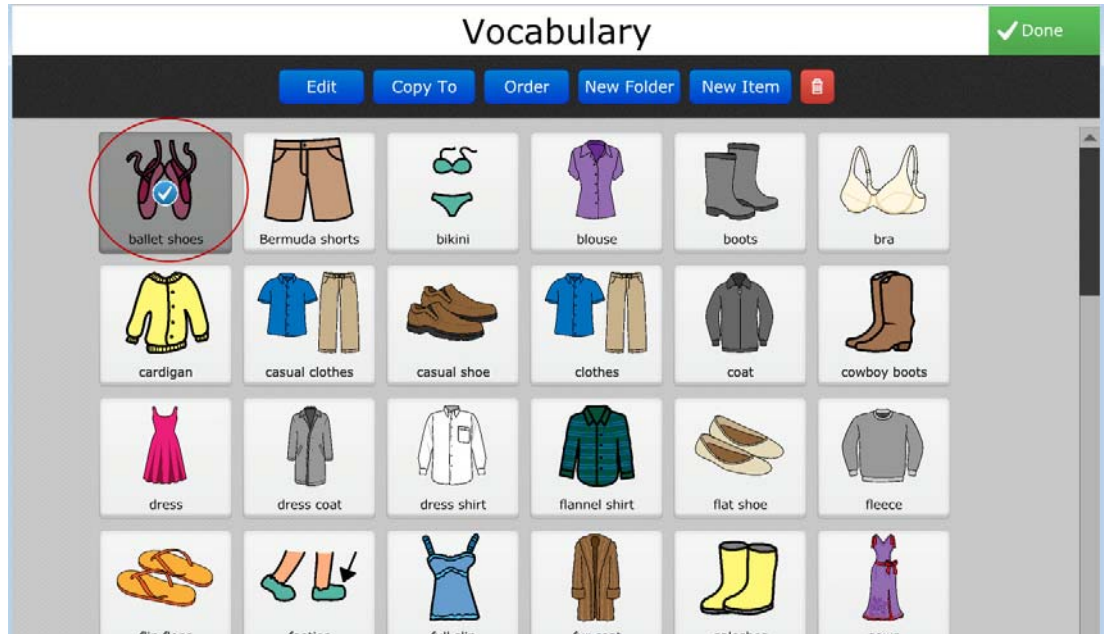 Vocabulary
Done
Edit
Copy To
Order
New Folder
New Item
ballet shoes
Bermuda shorts
bikini
blouse
boots
bra
cardigan
casual clothes
casual shoe
clothes
coat
cowboy boots
dress
dress coat
dress shirt
flannel shirt
flat shoe
fleece